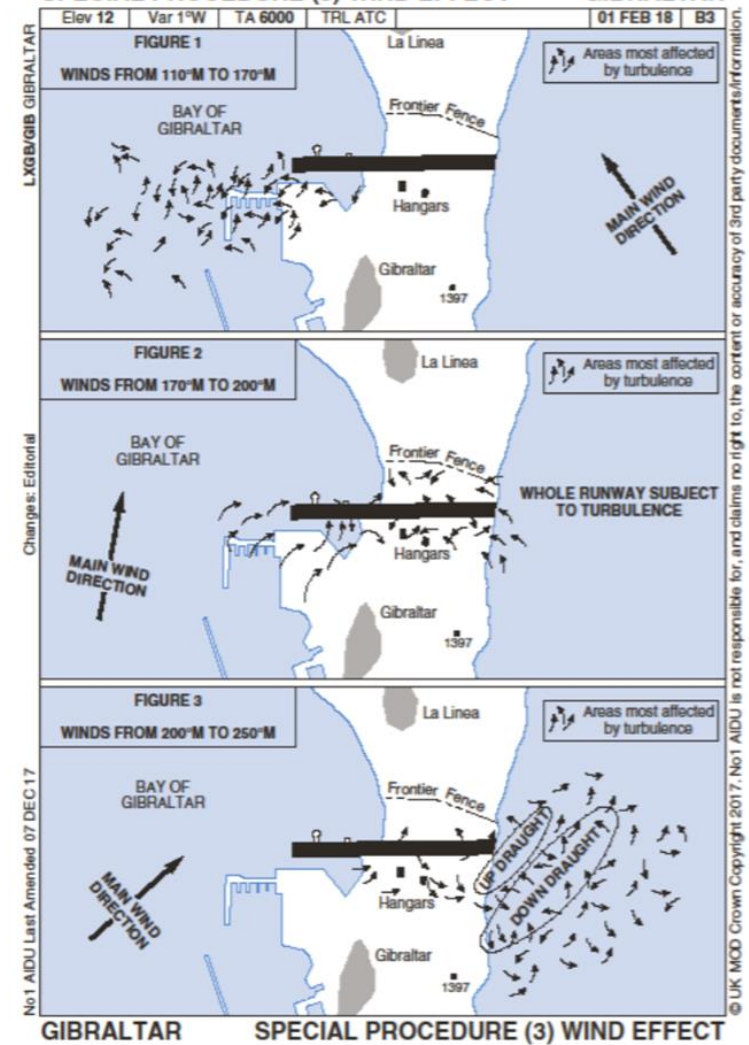 SPECIAL PROCEDURE (3) WIND EFFECT GIBRALTAR
Elev 12 Var 1°W TA 6000 TRL ATC 01 FEB 18 B3
LXGB/GIB GIBRALTAR
FIGURE 1
WINDS FROM 110°M TO 170°M
La Linea
Areas most affected
by turbulence
BAY OF
GIBRALTAR
Frontier Fence
Hangars
MAIN WIND
DIRECTION
Gibraltar
1397
Changes: Editorial
FIGURE 2
WINDS FROM 170°M TO 200°M
La Linea
Areas most affected
by turbulence
BAY OF
GIBRALTAR
Frontier Fence
WHOLE RUNWAY SUBJECT
TO TURBULENCE
MAIN WIND
DIRECTION
Hangars
Gibraltar
1397
No1 AIDU Last Amended 07 DEC 17
FIGURE 3
WINDS FROM 200°M TO 250°M
La Linea
Areas most affected
by turbulence
BAY OF
GIBRALTAR
Frontier Fence
UP DRAUGHT
DOWN DRAUGHT
MAIN WIND
DIRECTION
Hangars
Gibraltar
1397
© UK MOD Crown Copyright 2017. No1 AIDU is not responsible for, and claims no right to, the content or accuracy of 3rd party documents/information.
GIBRALTAR SPECIAL PROCEDURE (3) WIND EFFECT